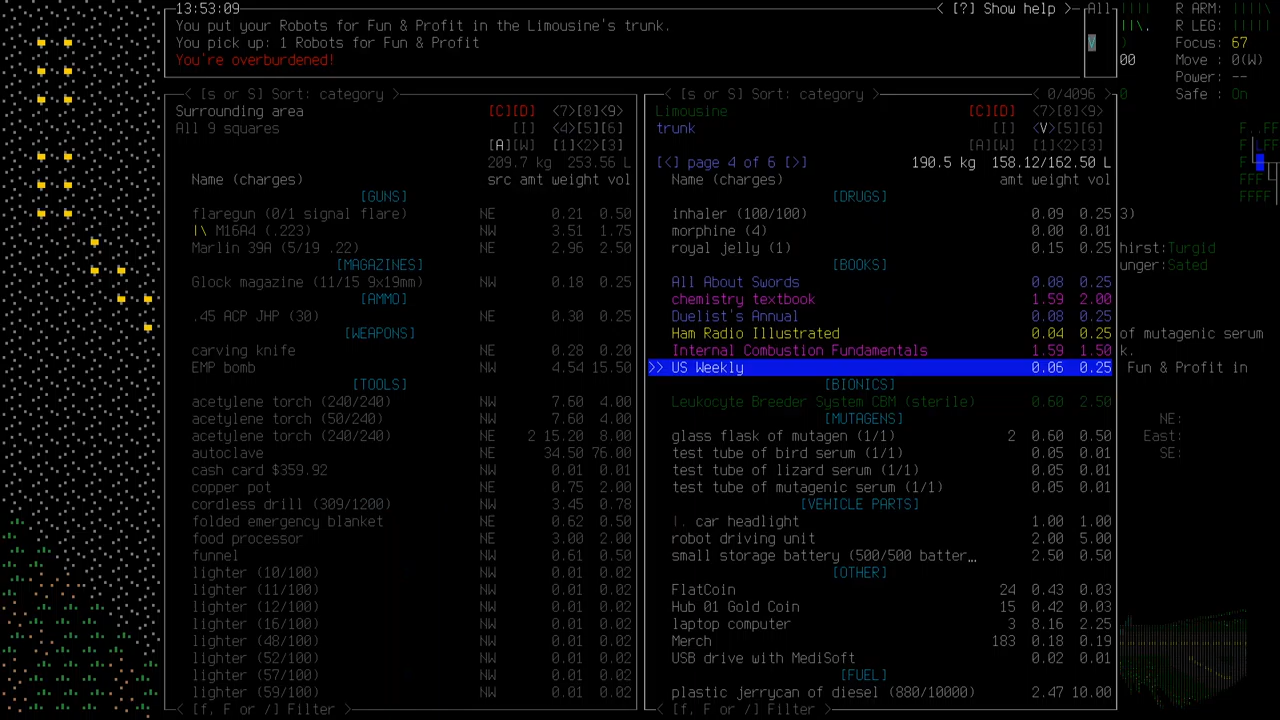 13:53:09 < [?] Show help > All
You put your Robots for Fun & Profit in the Limousine's trunk.
You pick up: 1 Robots for Fun & Profit
You're overburdened!
V
00
0
R ARM:
R LEG:
Focus: 67
Move : 0(W)
Power: --
Safe : On
< [s or S] Sort: category >
Surrounding area [C][D] <7>[8]<9>
All 9 squares [I] <4>[5][6]
[A][W] [1]<2>[3]
209.7 kg 253.56 L
Name (charges) src amt weight vol
[GUNS]
flaregun (0/1 signal flare) NE 0.21 0.50
|\ M16A4 (.223) NW 3.51 1.75
Marlin 39A (5/19 .22) NE 2.96 2.50
[MAGAZINES]
Glock magazine (11/15 9x19mm) NW 0.18 0.25
[AMMO]
.45 ACP JHP (30) NW 0.30 0.25
[WEAPONS]
carving knife NE 0.28 0.20
EMP bomb NE 4.54 15.50
[TOOLS]
acetylene torch (240/240) NW 7.60 4.00
acetylene torch (50/240) NW 7.60 4.00
acetylene torch (240/240) NE 2 15.20 8.00
autoclave NE 34.50 76.00
cash card $359.92 NW 0.01 0.01
copper pot NE 0.75 2.00
cordless drill (309/1200) NW 3.45 0.78
folded emergency blanket NE 0.62 0.50
food processor NE 3.00 2.00
funnel NW 0.61 0.50
lighter (10/100) NW 0.01 0.02
lighter (11/100) NW 0.01 0.02
lighter (12/100) NW 0.01 0.02
lighter (16/100) NW 0.01 0.02
lighter (48/100) NW 0.01 0.02
lighter (52/100) NW 0.01 0.02
lighter (57/100) NW 0.01 0.02
lighter (59/100) NW 0.01 0.02
< [f, F or /] Filter >
< [s or S] Sort: category > < 0/4096 >
Limousine [C][D] <7>[8]<9>
trunk [I] <V>[5][6]
[A][W] [1]<2>[3]
[<] page 4 of 6 [>] 190.5 kg 158.12/162.50 L
Name (charges) amt weight vol
[DRUGS]
inhaler (100/100) 0.09 0.25
morphine (4) 0.00 0.01
royal jelly (1) 0.15 0.25
[BOOKS]
All About Swords 0.08 0.25
chemistry textbook 1.59 2.00
Duelist's Annual 0.08 0.25
Ham Radio Illustrated 0.04 0.25
Internal Combustion Fundamentals 1.59 1.50
>> US Weekly 0.06 0.25
[BIONICS]
Leukocyte Breeder System CBM (sterile) 0.60 2.50
[MUTAGENS]
glass flask of mutagen (1/1) 2 0.60 0.50
test tube of bird serum (1/1) 0.05 0.01
test tube of lizard serum (1/1) 0.05 0.01
test tube of mutagenic serum (1/1) 0.05 0.01
[VEHICLE PARTS]
car headlight 1.00 1.00
robot driving unit 2.00 5.00
small storage battery (500/500 batter… 2.50 0.50
[OTHER]
FlatCoin 24 0.43 0.03
Hub 01 Gold Coin 15 0.42 0.03
laptop computer 3 8.16 2.25
Merch 183 0.18 0.19
USB drive with MediSoft 0.02 0.01
[FUEL]
plastic jerrycan of diesel (880/10000) 2.47 10.00
< [f, F or /] Filter >
F..FF
FFF
FFFF
3)
hirst:Turgid
unger:Sated
of mutagenic serum
k.
Fun & Profit in
NE:
East:
SE: